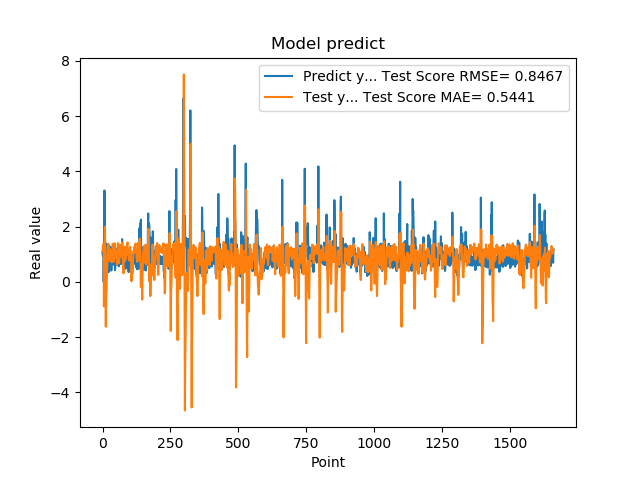 Model predict
Predict y... Test Score RMSE= 0.8467
Test y... Test Score MAE= 0.5441
8
6
4
2
0
−2
−4
Real value
0 250 500 750 1000 1250 1500
Point